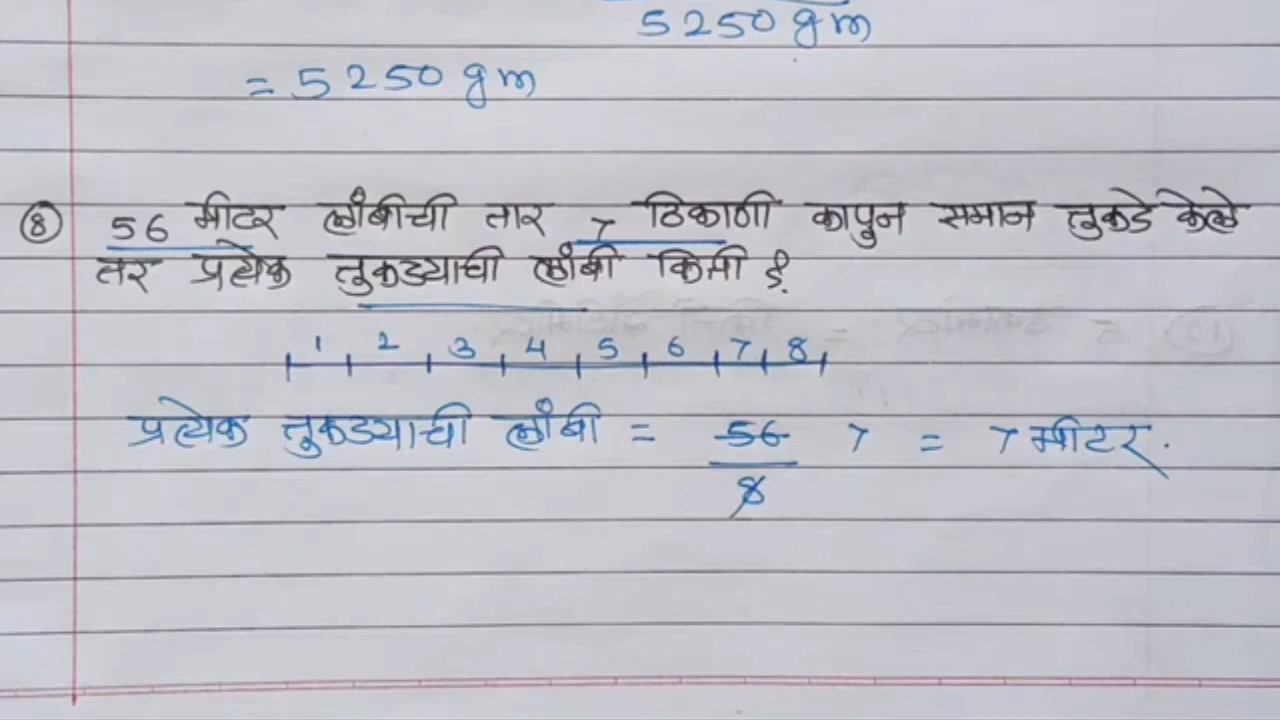 5250 gm
= 5250 gm
⑧ 56 मीटर लांबीची तार 7 ठिकाणी कापुन समान तुकडे केले
तर प्रत्येक तुकड्याची लांबी किती ?
1 2 3 4 5 6 7 8
प्रत्येक तुकड्याची लांबी = 56/8 7 = 7 मीटर.